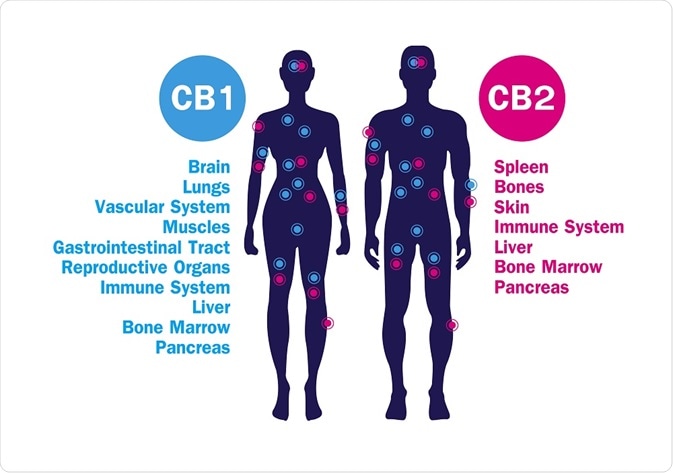 CB1
Brain
Lungs
Vascular System
Muscles
Gastrointestinal Tract
Reproductive Organs
Immune System
Liver
Bone Marrow
Pancreas
CB2
Spleen
Bones
Skin
Immune System
Liver
Bone Marrow
Pancreas